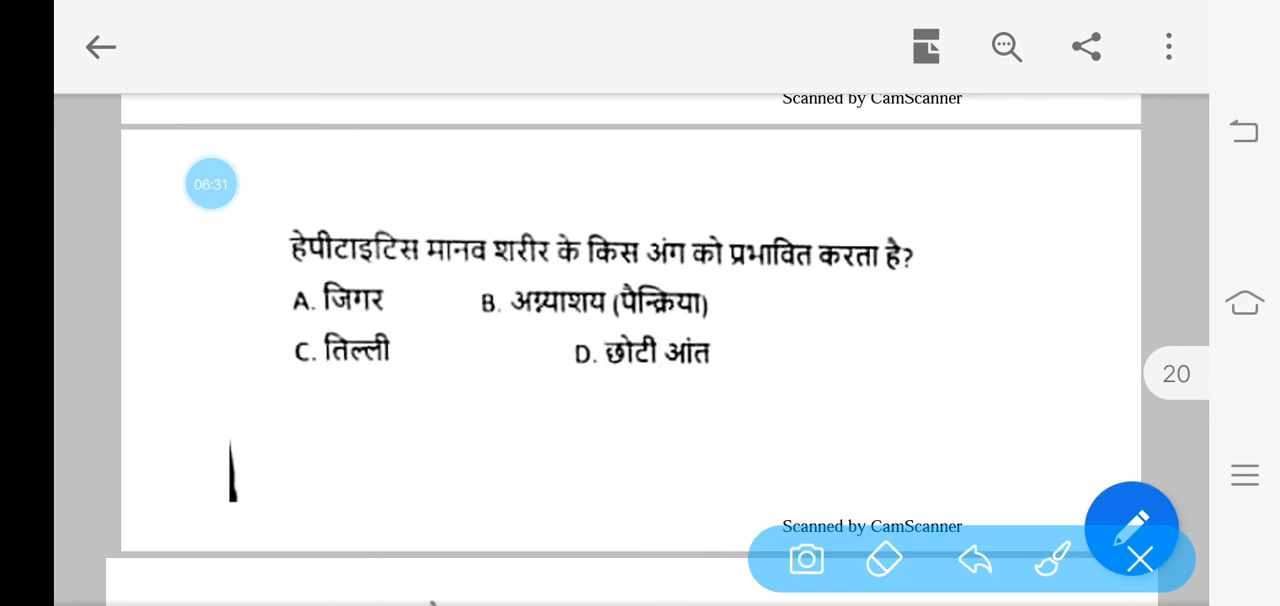 Scanned by CamScanner
06:31
हेपीटाइटिस मानव शरीर के किस अंग को प्रभावित करता है?
A. जिगर B. अग्न्याशय (पैन्क्रिया)
C. तिल्ली D. छोटी आंत
20
Scanned by CamScanner